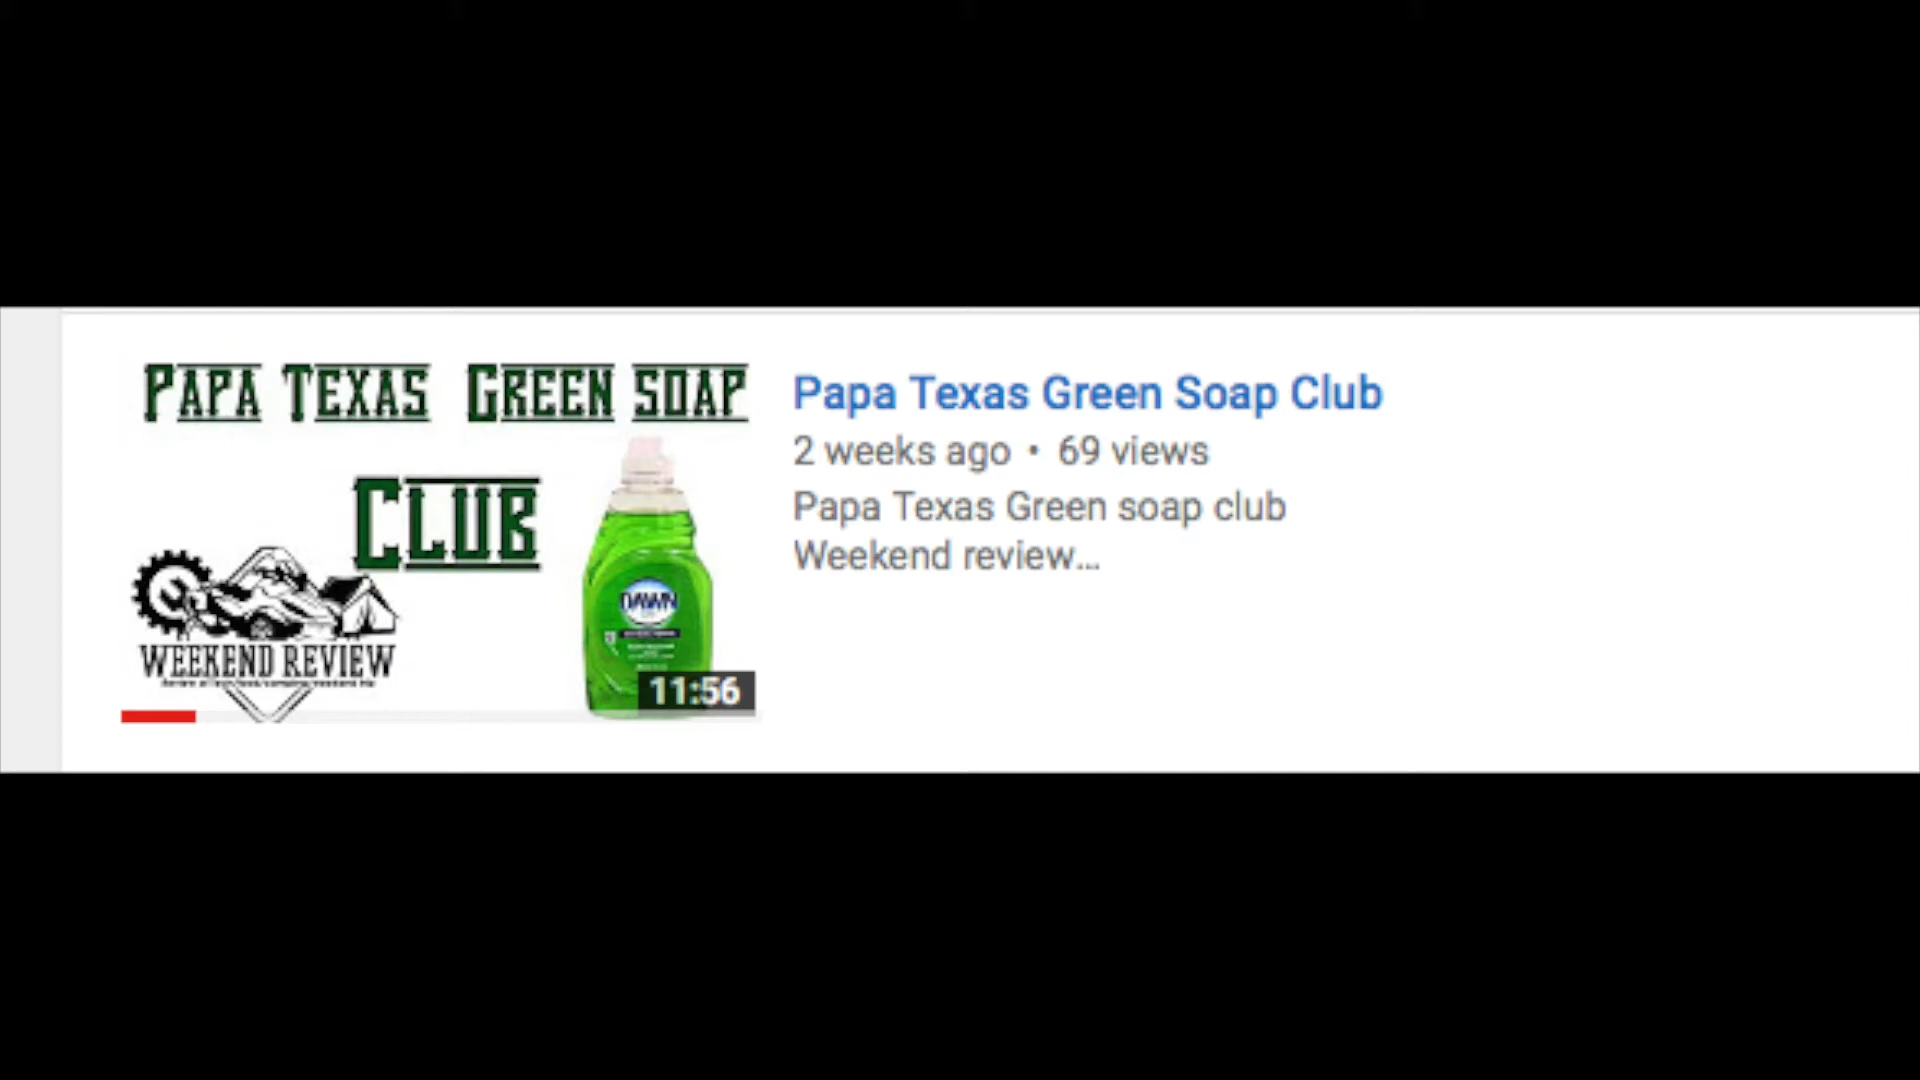 PAPA TEXAS GREEN SOAP
CLUB
WEEKEND REVIEW
DAWN
11:56
Papa Texas Green Soap Club
2 weeks ago • 69 views
Papa Texas Green soap club
Weekend review...